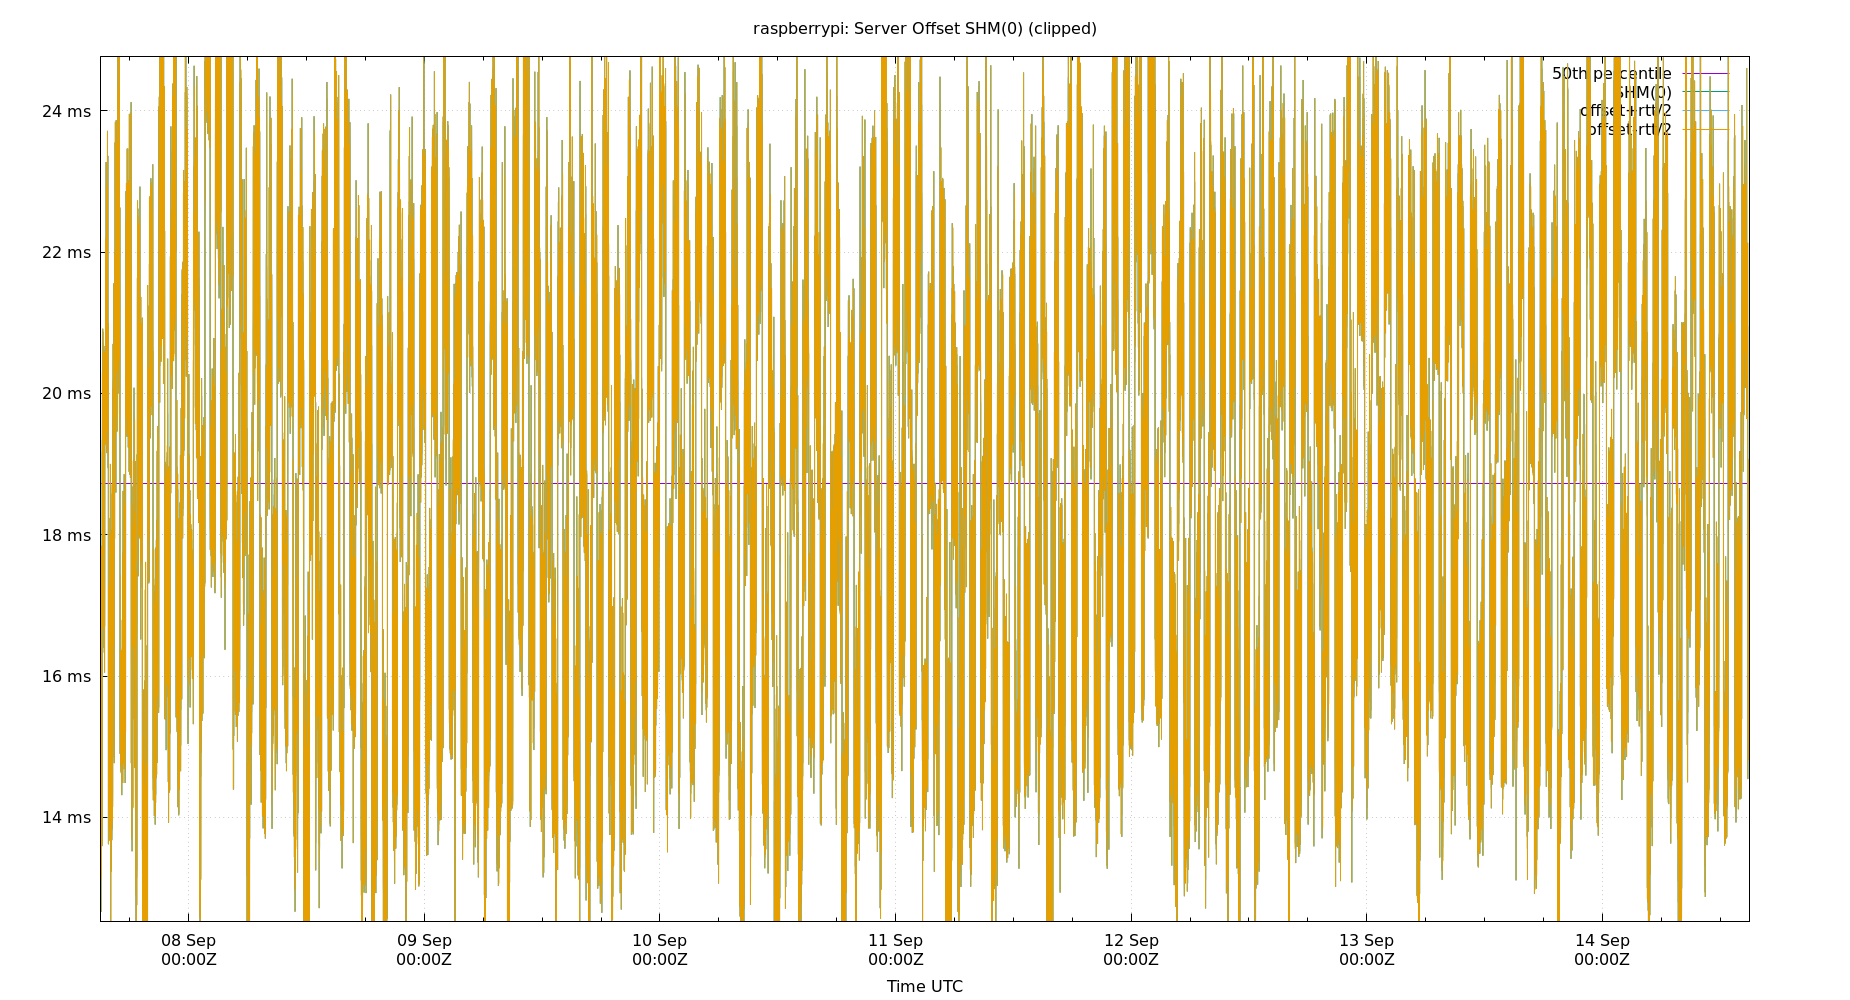 raspberrypi: Server Offset SHM(0) (clipped)
50th percentile
SHM(0)
offset+rtt/2
offset-rtt/2
24 ms
22 ms
20 ms
18 ms
16 ms
14 ms
08 Sep
00:00Z
09 Sep
00:00Z
10 Sep
00:00Z
11 Sep
00:00Z
12 Sep
00:00Z
13 Sep
00:00Z
14 Sep
00:00Z
Time UTC